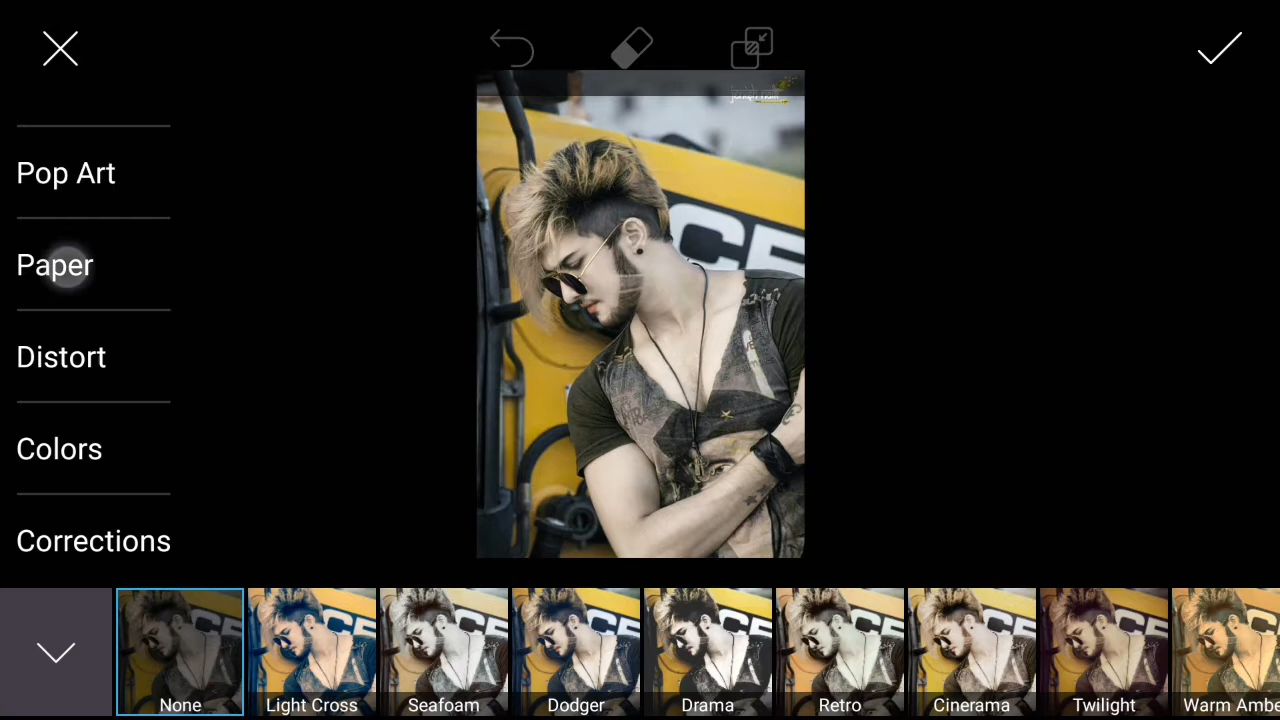 Pop Art
Paper
Distort
Colors
Corrections
None
Light Cross
Seafoam
Dodger
Drama
Retro
Cinerama
Twilight
Warm Ambe